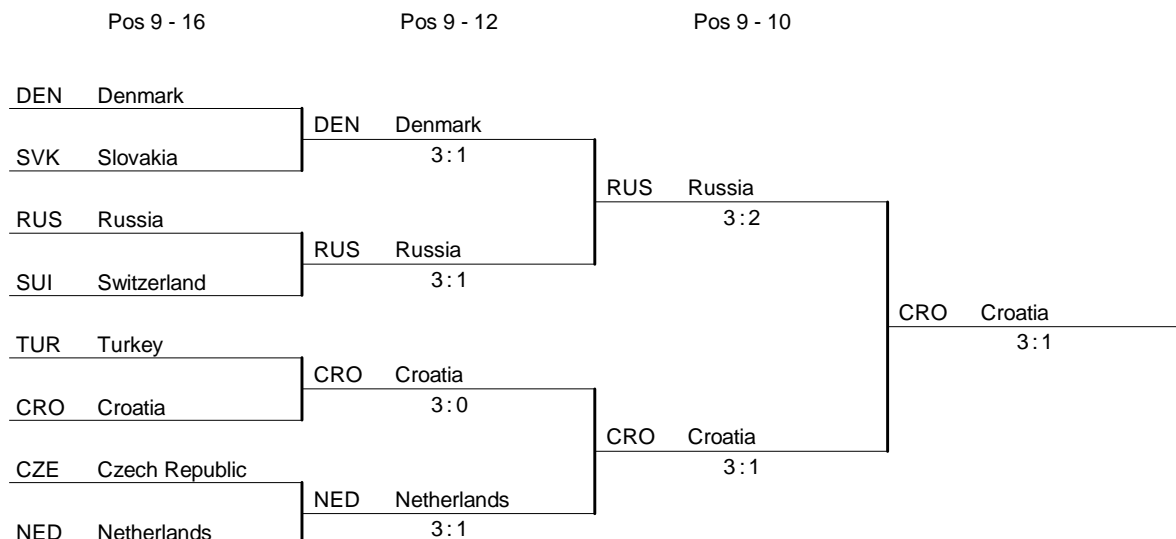 Pos 9 - 16 Pos 9 - 12 Pos 9 - 10
DEN Denmark
DEN Denmark
3 : 1
SVK Slovakia
RUS Russia
3 : 2
RUS Russia
RUS Russia
3 : 1
SUI Switzerland
CRO Croatia
3 : 1
TUR Turkey
CRO Croatia
3 : 0
CRO Croatia
CRO Croatia
3 : 1
CZE Czech Republic
NED Netherlands
3 : 1
NED Netherlands